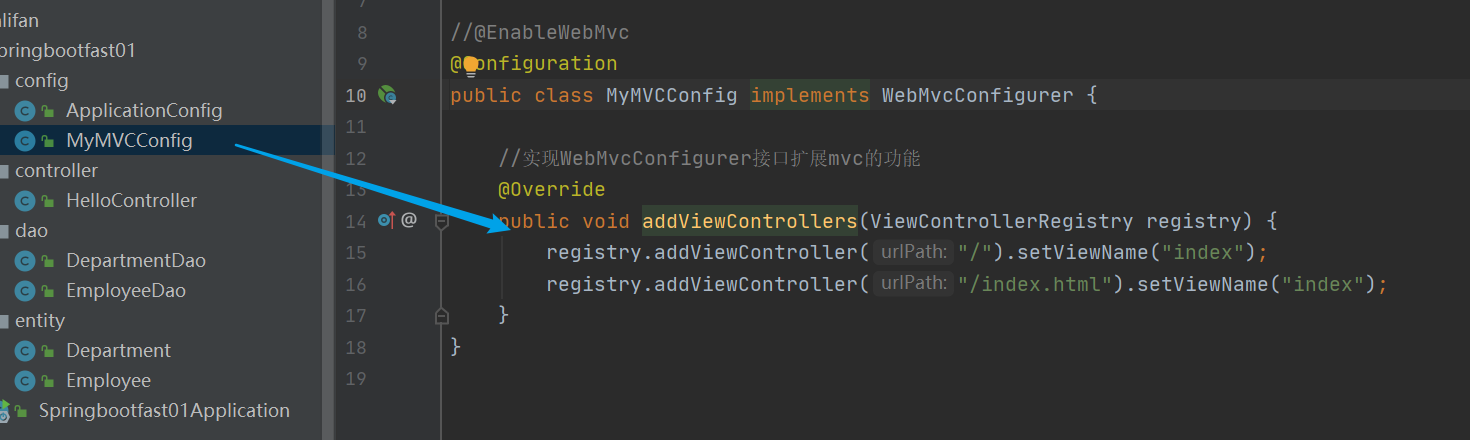 lifan
pringbootfast01
config
ApplicationConfig
MyMVCConfig
controller
HelloController
dao
DepartmentDao
EmployeeDao
entity
Department
Employee
Springbootfast01Application
7
8 //@EnableWebMvc
9 @Configuration
10 public class MyMVCConfig implements WebMvcConfigurer {
11
12 //实现WebMvcConfigurer接口扩展mvc的功能
13 @Override
14 @ public void addViewControllers(ViewControllerRegistry registry) {
15 registry.addViewController( urlPath: "/").setViewName("index");
16 registry.addViewController( urlPath: "/index.html").setViewName("index");
17 }
18 }
19